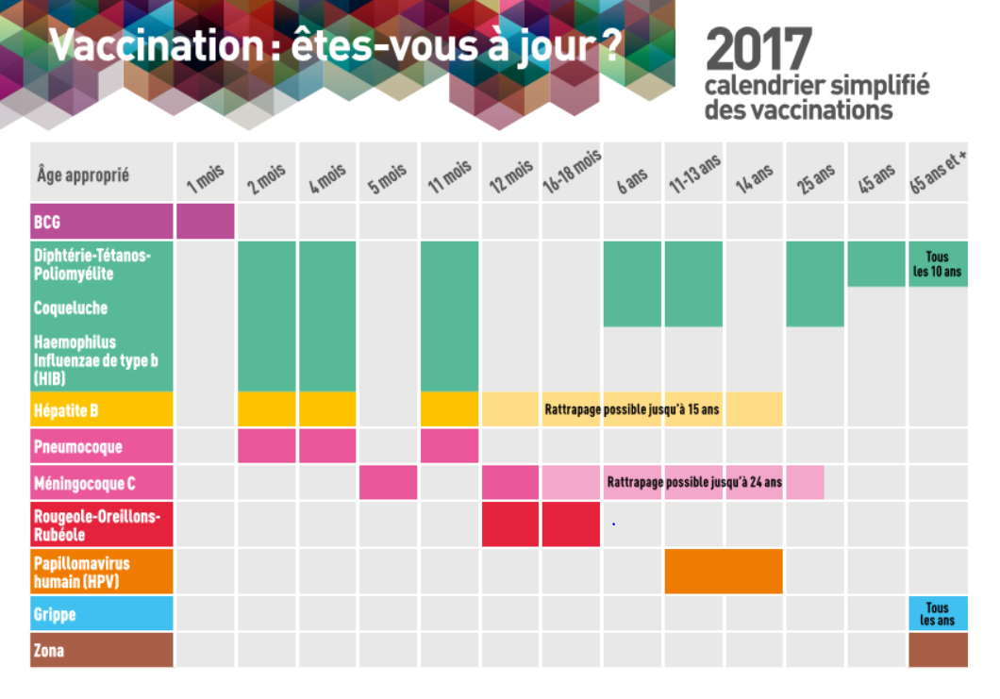 Vaccination : êtes-vous à jour ?
2017
calendrier simplifié
des vaccinations
Âge approprié
1 mois
2 mois
4 mois
5 mois
11 mois
12 mois
16-18 mois
6 ans
11-13 ans
14 ans
25 ans
45 ans
65 ans et +
BCG
Diphtérie-Tétanos-
Poliomyélite
Tous
les 10 ans
Coqueluche
Haemophilus
Influenzae de type b
(HIB)
Hépatite B
Rattrapage possible jusqu'à 15 ans
Pneumocoque
Méningocoque C
Rattrapage possible jusqu'à 24 ans
Rougeole-Oreillons-
Rubéole
Papillomavirus
humain (HPV)
Grippe
Tous
les ans
Zona